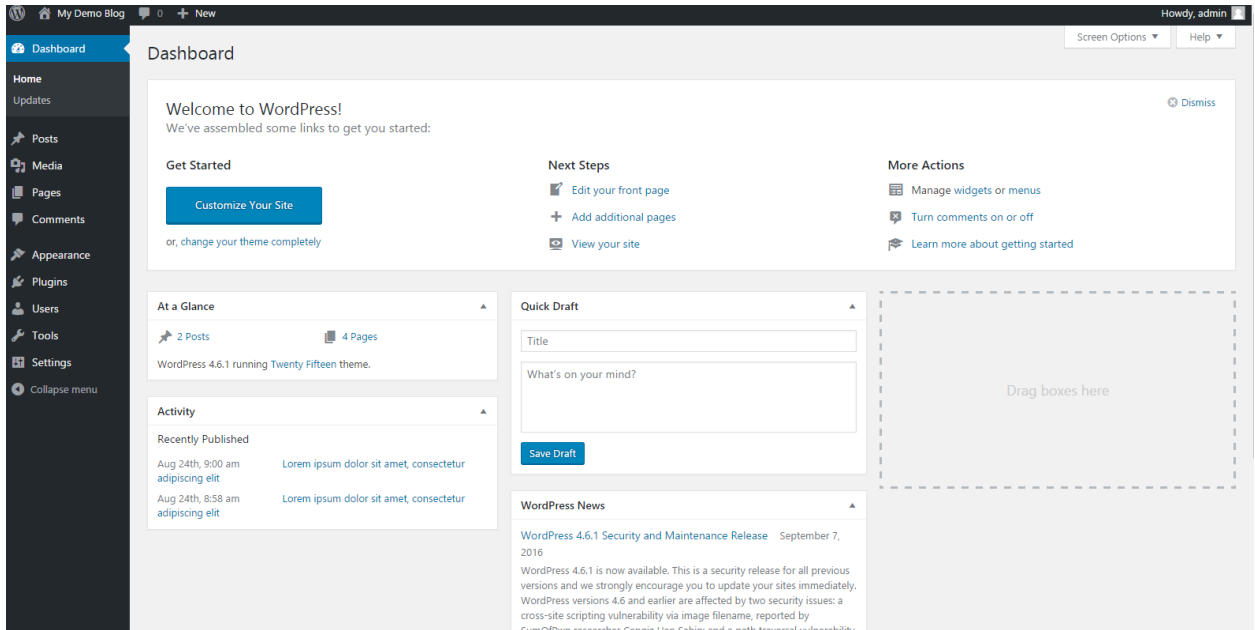 My Demo Blog 0 New Howdy, admin
Screen Options Help
Dashboard
Home
Updates
Posts
Media
Pages
Comments
Appearance
Plugins
Users
Tools
Settings
Collapse menu
Dashboard
Welcome to WordPress!
We've assembled some links to get you started:
Dismiss
Get Started
Customize Your Site
or, change your theme completely
Next Steps
Edit your front page
Add additional pages
View your site
More Actions
Manage widgets or menus
Turn comments on or off
Learn more about getting started
At a Glance
2 Posts 4 Pages
WordPress 4.6.1 running Twenty Fifteen theme.
Activity
Recently Published
Aug 24th, 9:00 am Lorem ipsum dolor sit amet, consectetur
adipiscing elit
Aug 24th, 8:58 am Lorem ipsum dolor sit amet, consectetur
adipiscing elit
Quick Draft
Title
What's on your mind?
Save Draft
WordPress News
WordPress 4.6.1 Security and Maintenance Release September 7,
2016
WordPress 4.6.1 is now available. This is a security release for all previous
versions and we strongly encourage you to update your sites immediately.
WordPress versions 4.6 and earlier are affected by two security issues: a
cross-site scripting vulnerability via image filename, reported by
Drag boxes here